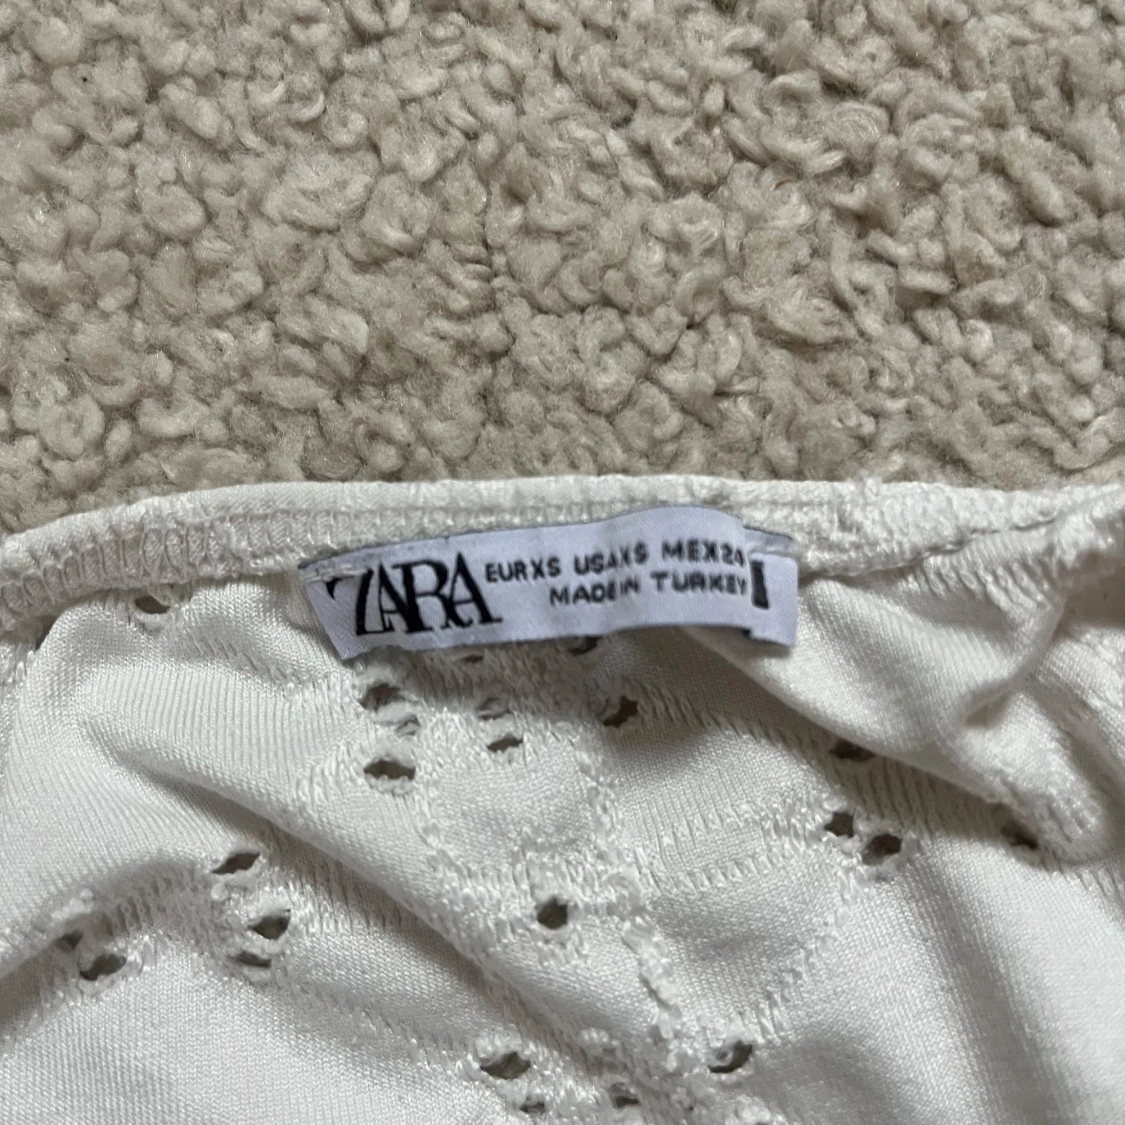 ZARA
EUR XS USA XS MEX 24
MADE IN TURKEY